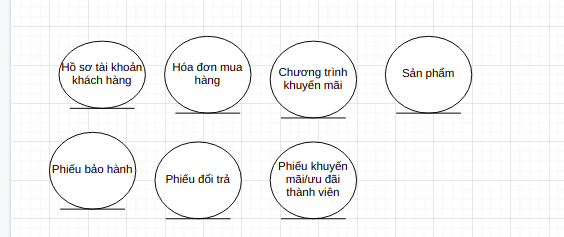 Hồ sơ tài khoản
khách hàng
Hóa đơn mua
hàng
Chương trình
khuyến mãi
Sản phẩm
Phiếu bảo hành
Phiếu đổi trả
Phiếu khuyến
mãi/ưu đãi
thành viên